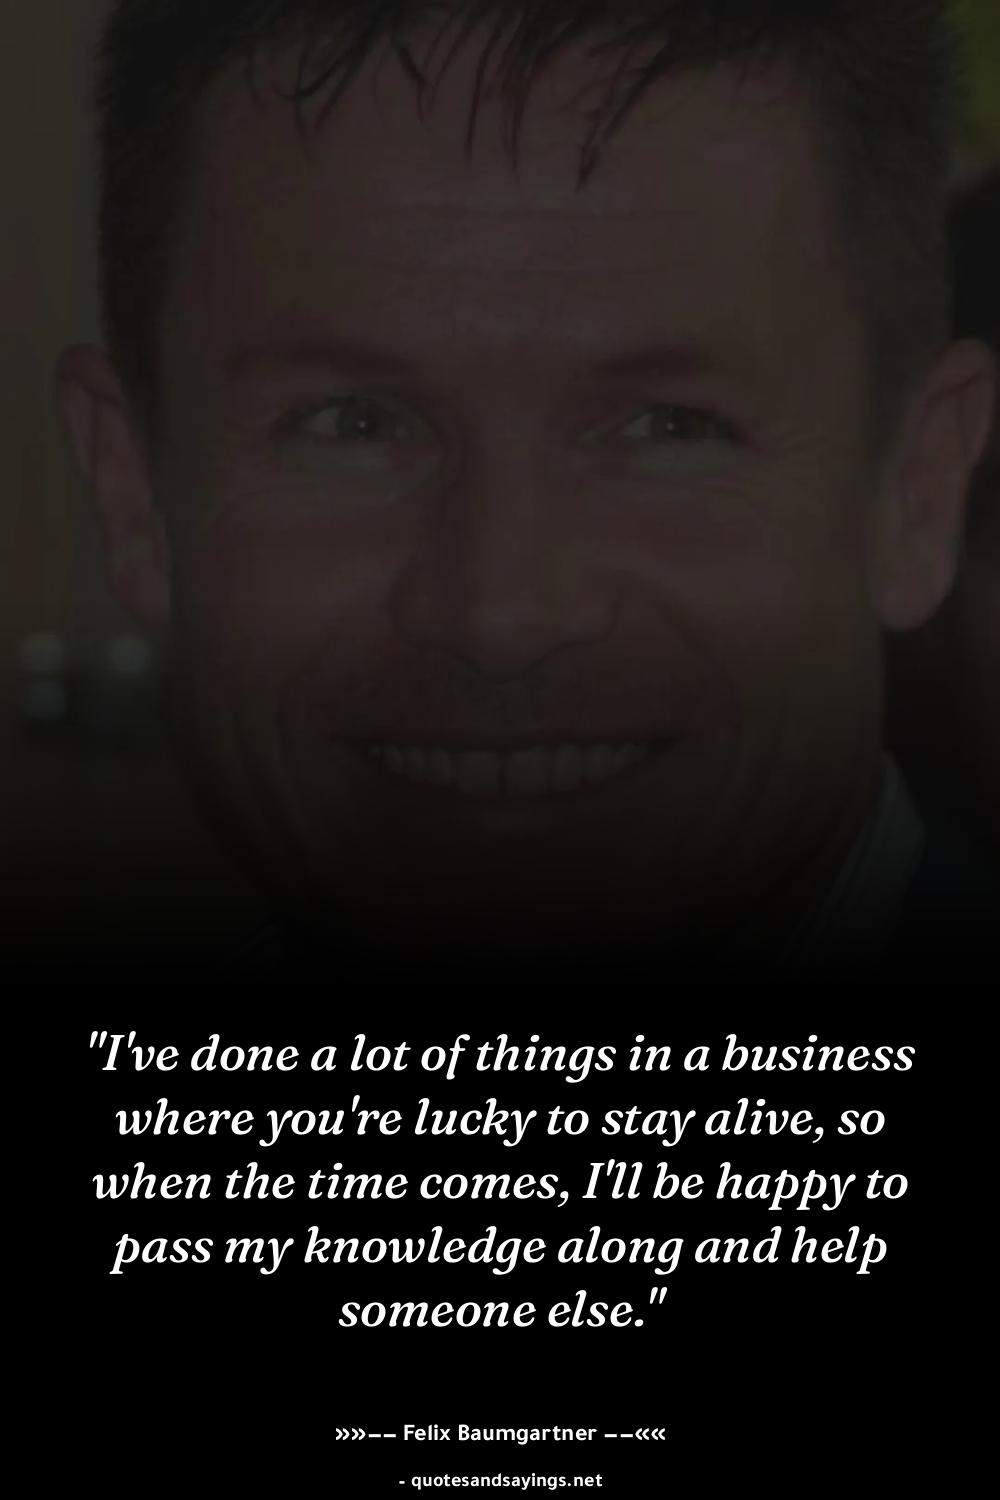 "I've done a lot of things in a business
where you're lucky to stay alive, so
when the time comes, I'll be happy to
pass my knowledge along and help
someone else."
»»–– Felix Baumgartner ––««
- quotesandsayings.net